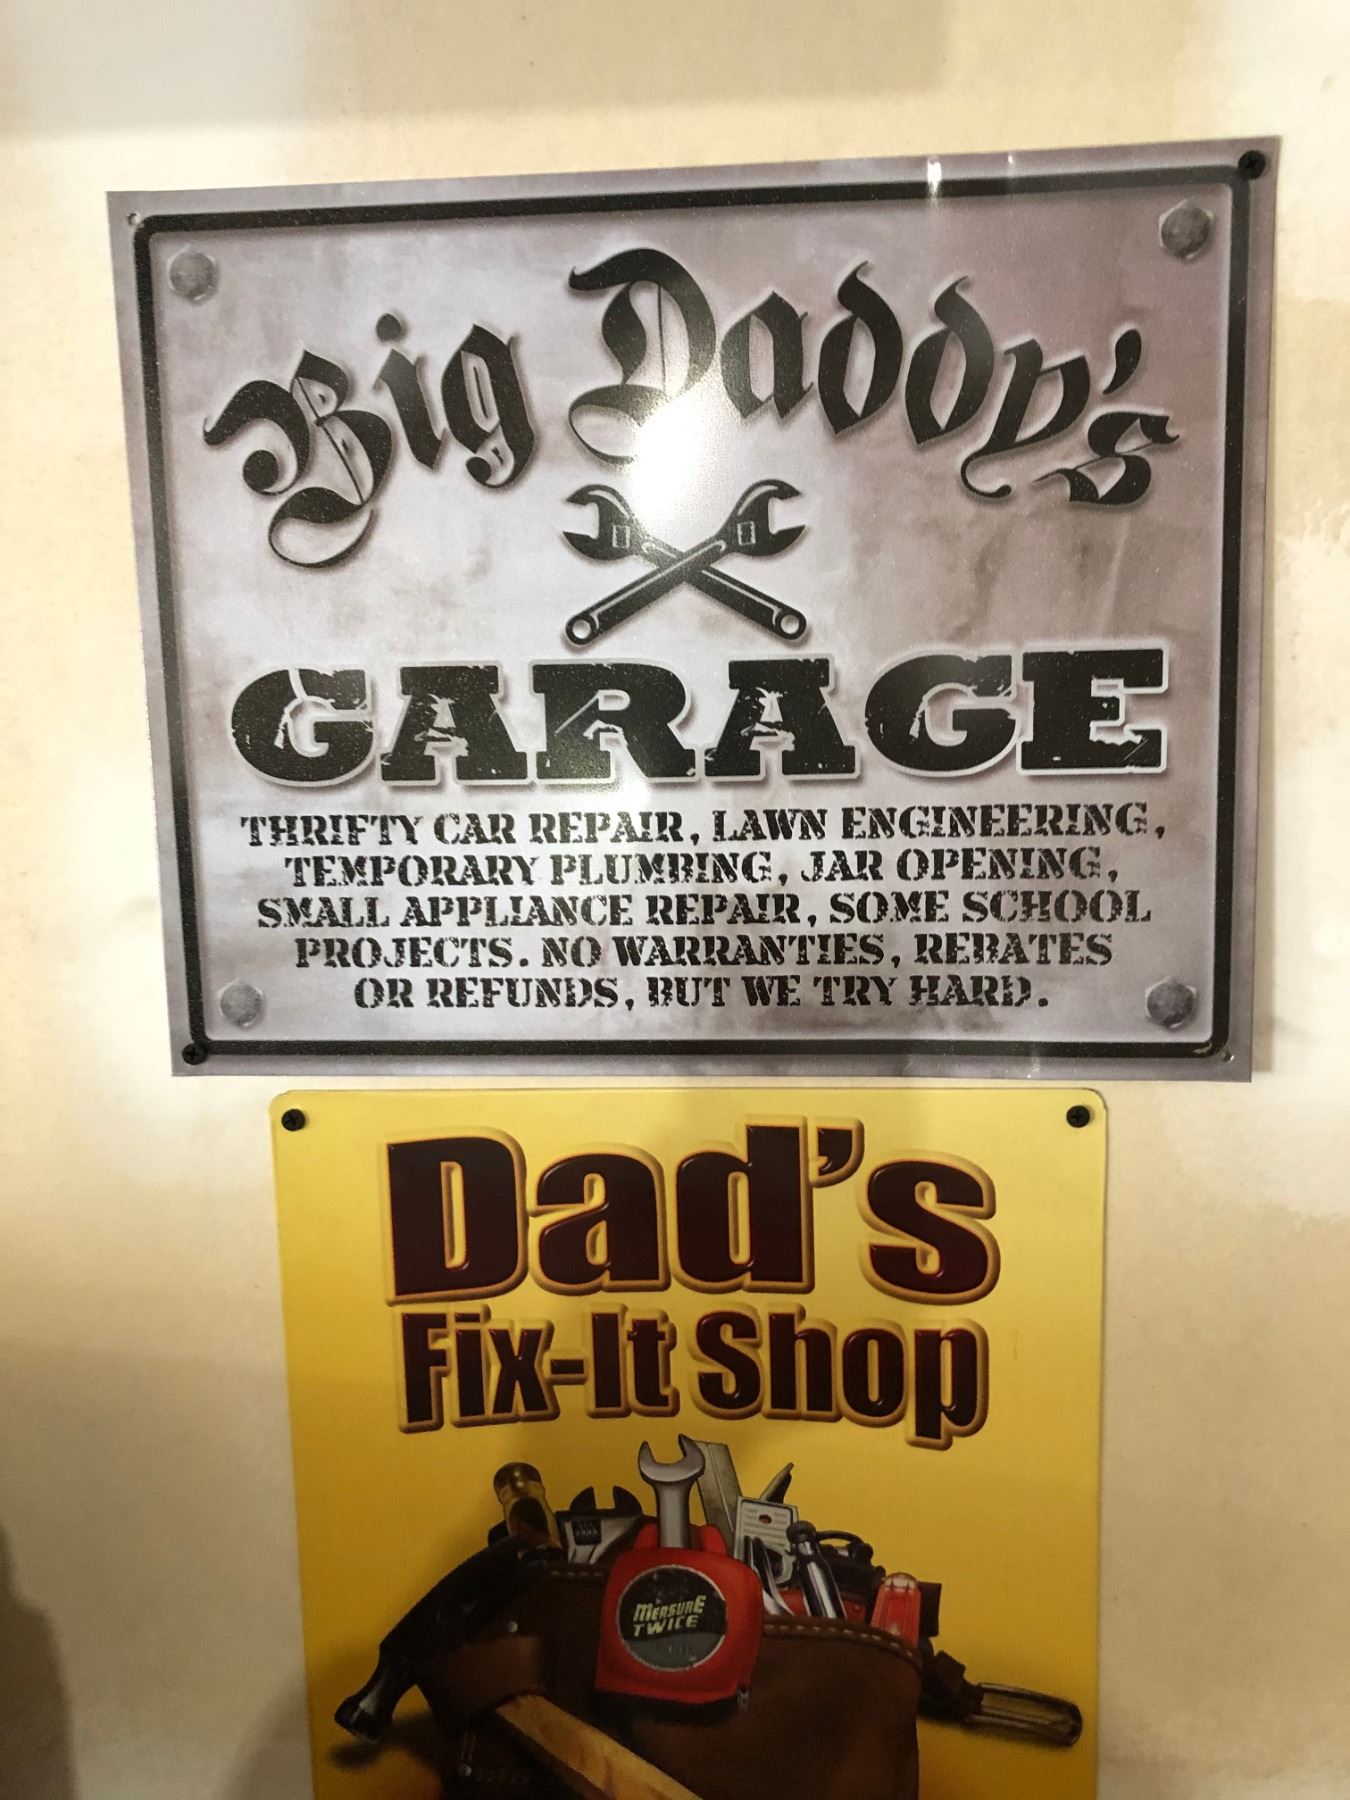 Big Daddy's
GARAGE
THRIFTY CAR REPAIR, LAWN ENGINEERING,
TEMPORARY PLUMBING, JAR OPENING,
SMALL APPLIANCE REPAIR, SOME SCHOOL
PROJECTS. NO WARRANTIES, REBATES
OR REFUNDS, BUT WE TRY HARD.
Dad's
Fix-It Shop
MEASURE
TWICE